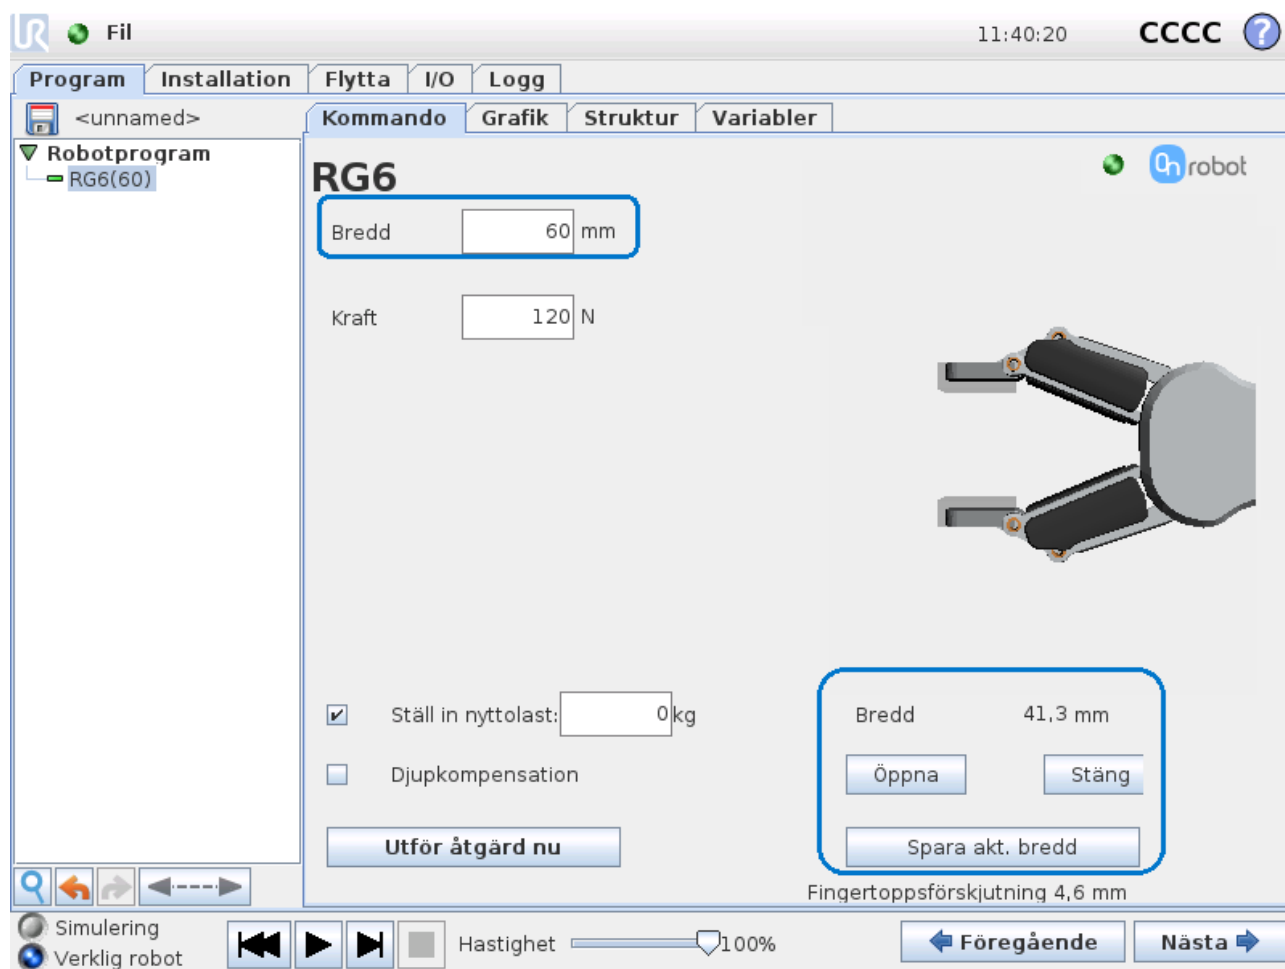 Fil 11:40:20 CCCC ?
Program Installation Flytta I/O Logg
<unnamed> Kommando Grafik Struktur Variabler
Robotprogram
RG6(60)
RG6
On robot
Bredd 60 mm
Kraft 120 N
Ställ in nyttolast: 0 kg
Bredd 41,3 mm
Djupkompensation
Öppna Stäng
Utför åtgärd nu
Spara akt. bredd
Fingertoppsförskjutning 4,6 mm
Simulering
Verklig robot
Hastighet 100%
Föregående Nästa